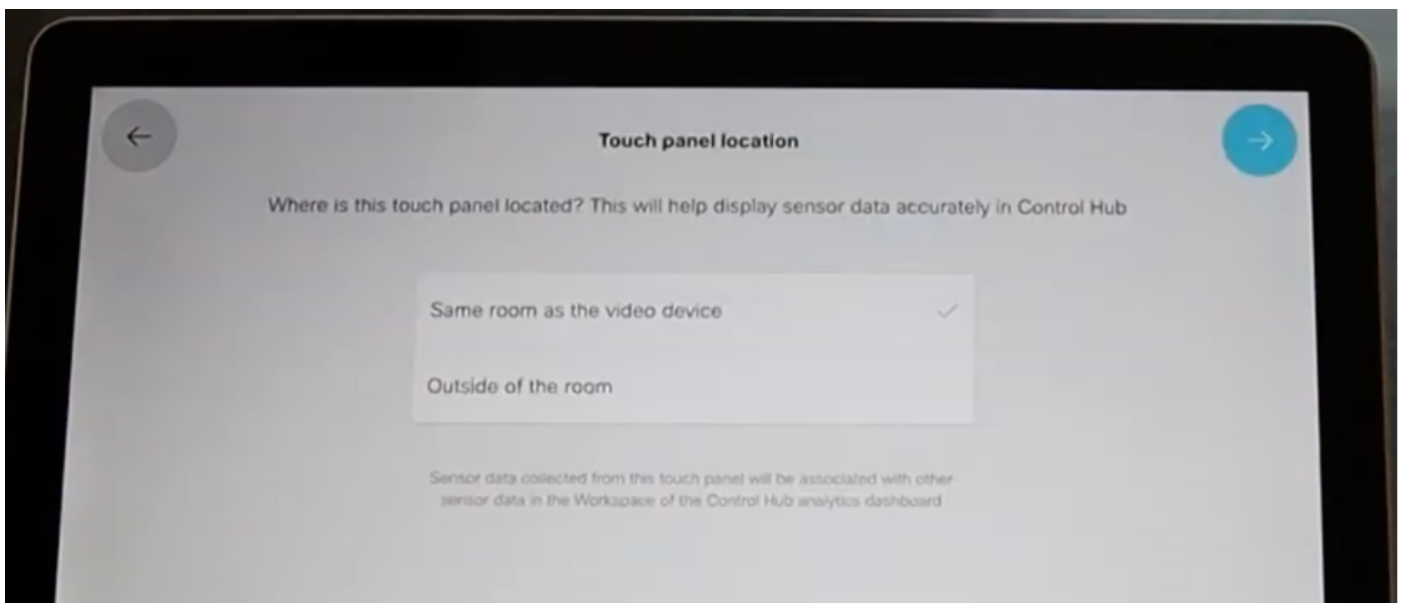 Touch panel location
Where is this touch panel located? This will help display sensor data accurately in Control Hub
Same room as the video device
Outside of the room
Sensor data collected from this touch panel will be associated with other
sensor data in the Workspace of the Control Hub analytics dashboard